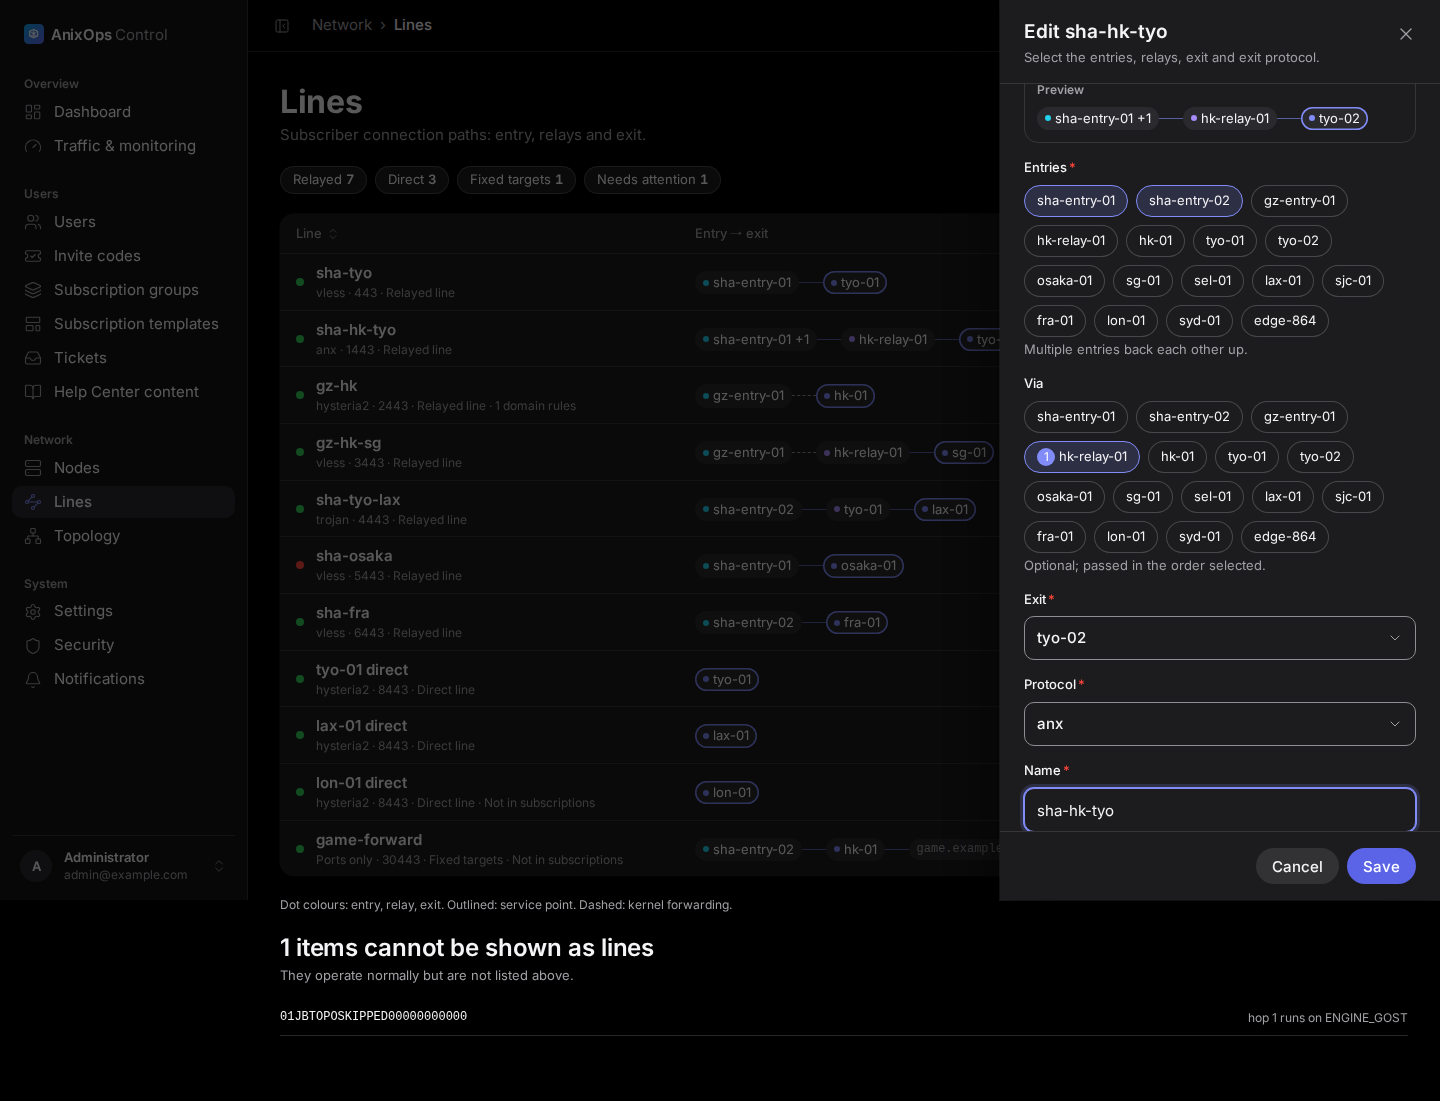 AnixOps Control
Overview
Dashboard
Traffic & monitoring
Users
Users
Invite codes
Subscription groups
Subscription templates
Tickets
Help Center content
Network
Nodes
Lines
Topology
System
Settings
Security
Notifications
A
Administrator
admin@example.com
Network › Lines
Lines
Subscriber connection paths: entry, relays and exit.
Relayed 7 Direct 3 Fixed targets 1 Needs attention 1
Line Entry → exit
sha-tyo
vless · 443 · Relayed line
sha-entry-01 tyo-01
sha-hk-tyo
anx · 1443 · Relayed line
sha-entry-01 +1 hk-relay-01 tyo-
gz-hk
hysteria2 · 2443 · Relayed line · 1 domain rules
gz-entry-01 hk-01
gz-hk-sg
vless · 3443 · Relayed line
gz-entry-01 hk-relay-01 sg-01
sha-tyo-lax
trojan · 4443 · Relayed line
sha-entry-02 tyo-01 lax-01
sha-osaka
vless · 5443 · Relayed line
sha-entry-01 osaka-01
sha-fra
vless · 6443 · Relayed line
sha-entry-02 fra-01
tyo-01 direct
hysteria2 · 8443 · Direct line
tyo-01
lax-01 direct
hysteria2 · 8443 · Direct line
lax-01
lon-01 direct
hysteria2 · 8443 · Direct line · Not in subscriptions
lon-01
game-forward
Ports only · 30443 · Fixed targets · Not in subscriptions
sha-entry-02 hk-01 game.example
Dot colours: entry, relay, exit. Outlined: service point. Dashed: kernel forwarding.
1 items cannot be shown as lines
They operate normally but are not listed above.
01JBTOPOSKIPPED00000000000 hop 1 runs on ENGINE_GOST
Edit sha-hk-tyo
Select the entries, relays, exit and exit protocol.
Preview
sha-entry-01 +1 hk-relay-01 tyo-02
Entries *
sha-entry-01 sha-entry-02 gz-entry-01
hk-relay-01 hk-01 tyo-01 tyo-02
osaka-01 sg-01 sel-01 lax-01 sjc-01
fra-01 lon-01 syd-01 edge-864
Multiple entries back each other up.
Via
sha-entry-01 sha-entry-02 gz-entry-01
1 hk-relay-01 hk-01 tyo-01 tyo-02
osaka-01 sg-01 sel-01 lax-01 sjc-01
fra-01 lon-01 syd-01 edge-864
Optional; passed in the order selected.
Exit *
tyo-02
Protocol *
anx
Name *
sha-hk-tyo
Cancel Save